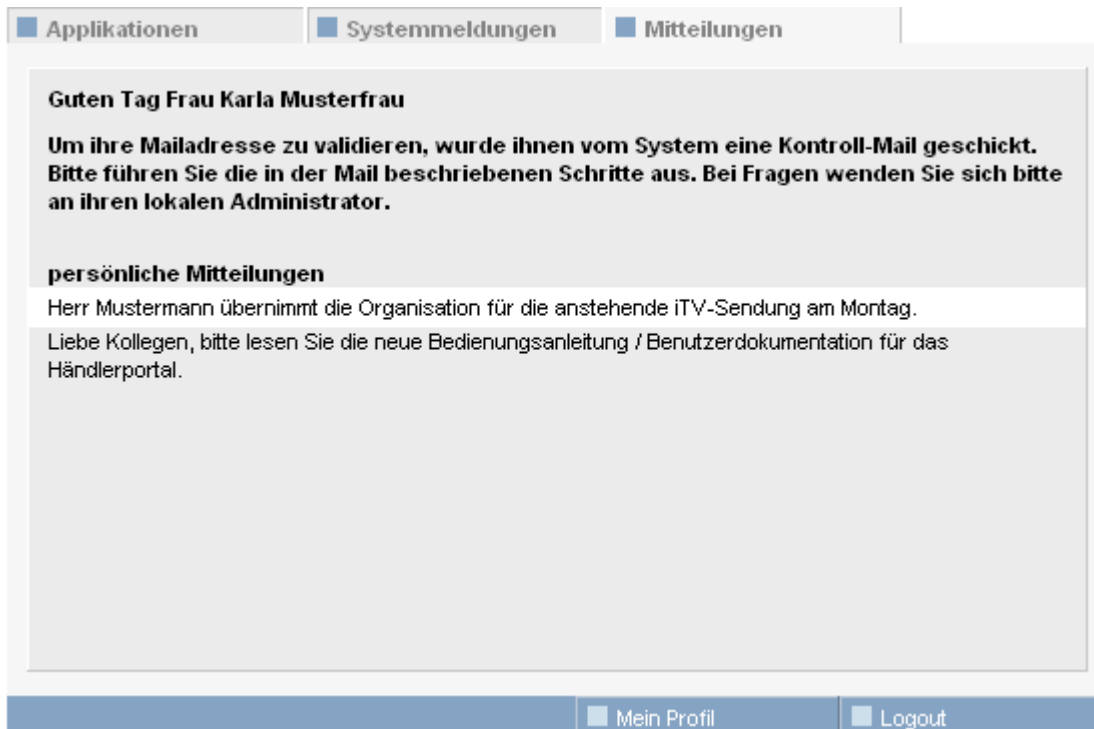 Applikationen Systemmeldungen Mitteilungen
Guten Tag Frau Karla Musterfrau
Um ihre Mailadresse zu validieren, wurde ihnen vom System eine Kontroll-Mail geschickt.
Bitte führen Sie die in der Mail beschriebenen Schritte aus. Bei Fragen wenden Sie sich bitte
an ihren lokalen Administrator.
persönliche Mitteilungen
Herr Mustermann übernimmt die Organisation für die anstehende iTV-Sendung am Montag.
Liebe Kollegen, bitte lesen Sie die neue Bedienungsanleitung / Benutzerdokumentation für das
Händlerportal.
Mein Profil Logout